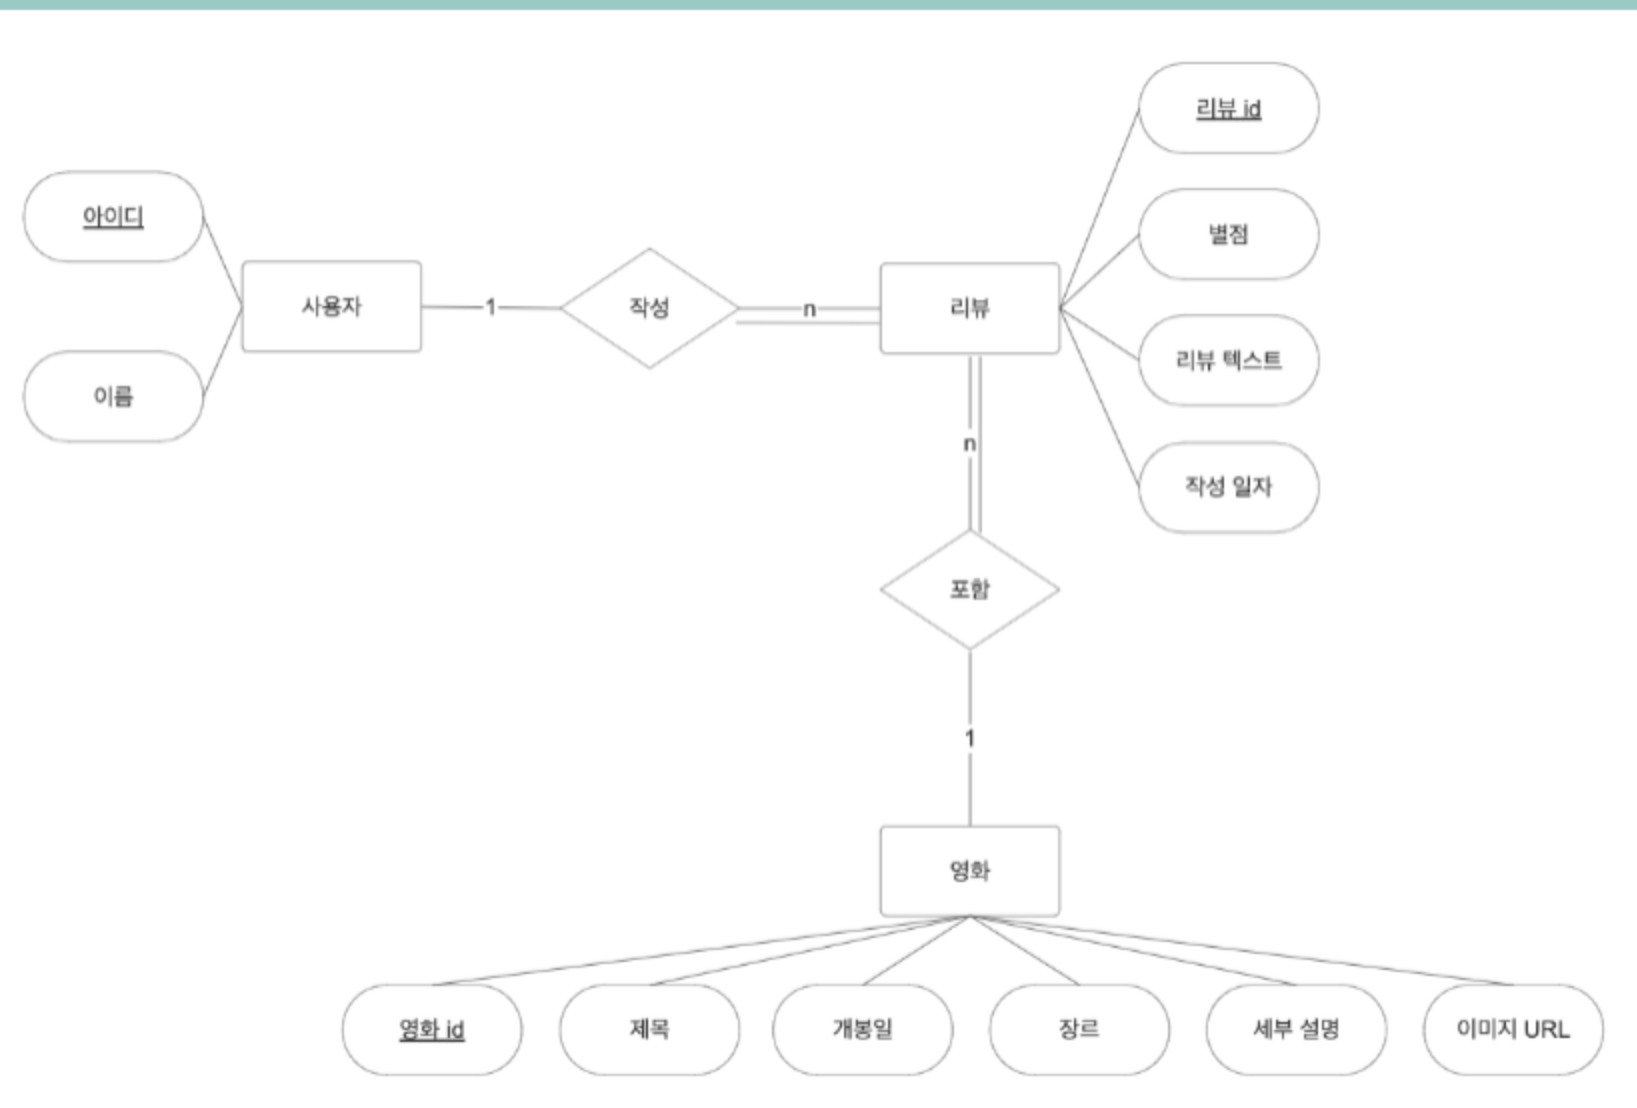 리뷰 id
아이디
별점
사용자
1
작성
n
리뷰
리뷰 텍스트
이름
n
작성 일자
포함
1
영화
영화 id
제목
개봉일
장르
세부 설명
이미지 URL